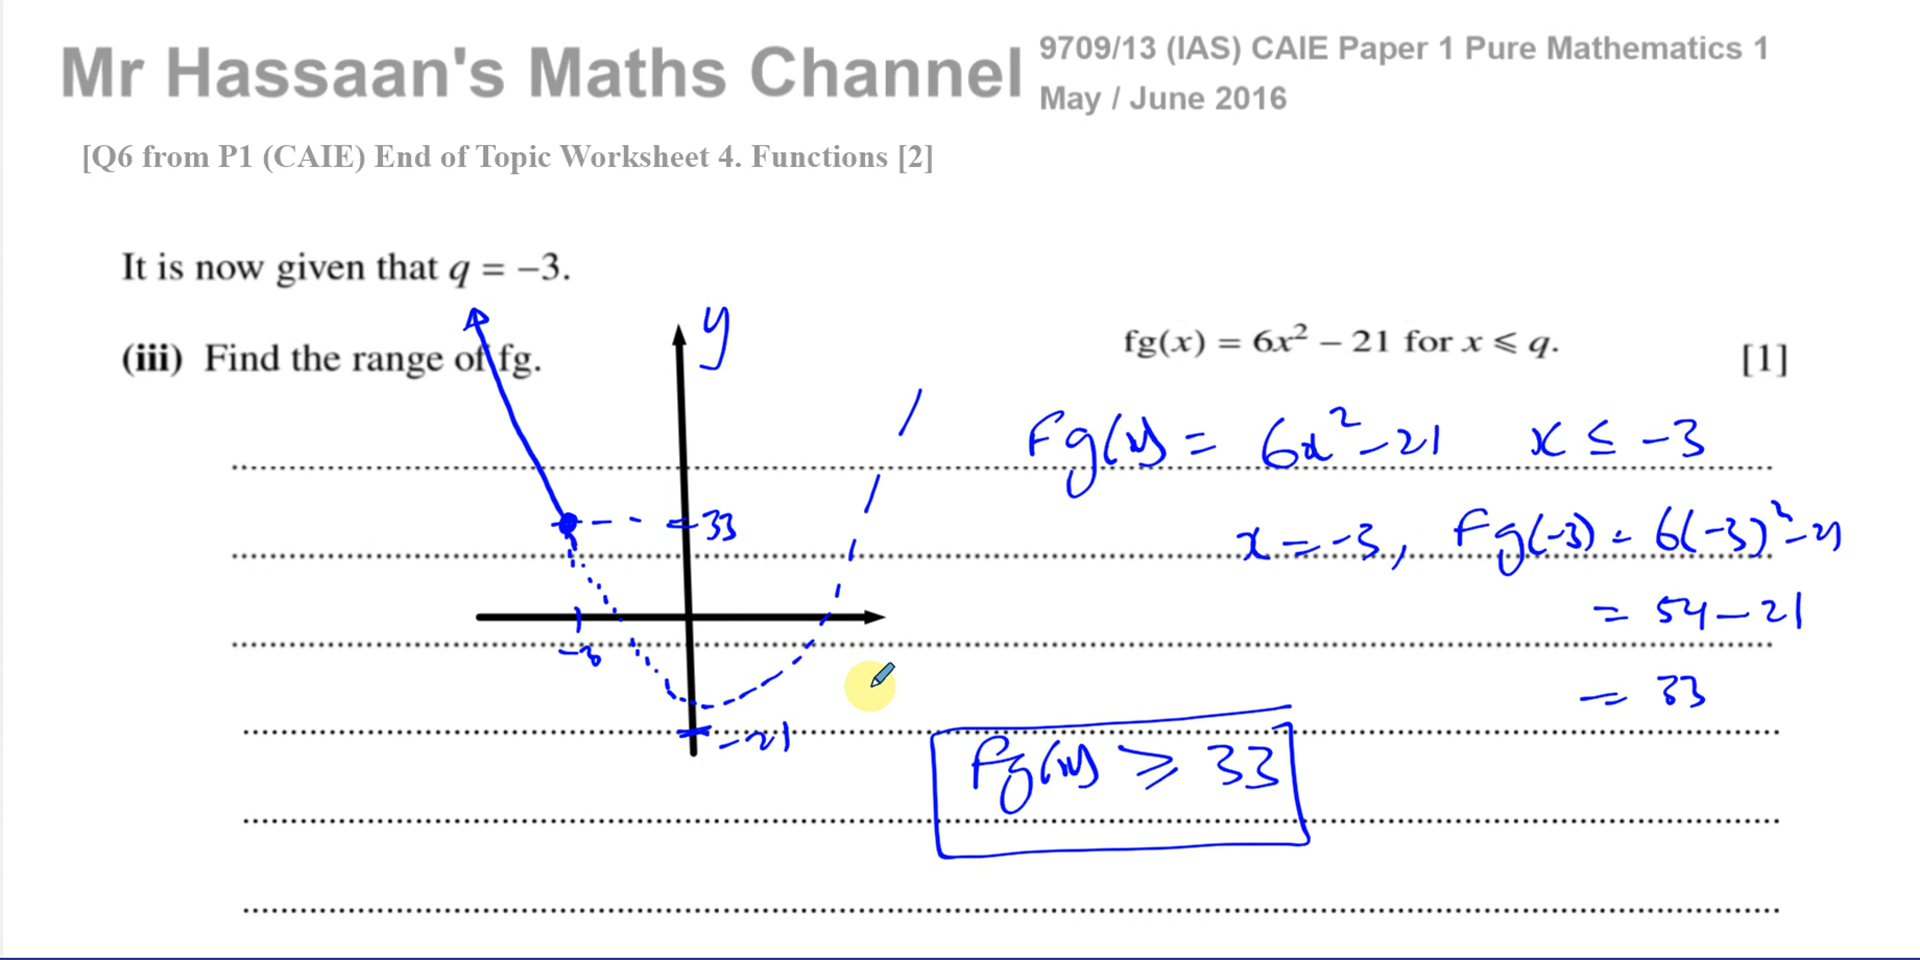 Mr Hassaan's Maths Channel
9709/13 (IAS) CAIE Paper 1 Pure Mathematics 1
May / June 2016
[Q6 from P1 (CAIE) End of Topic Worksheet 4. Functions [2]
It is now given that q = −3.
(iii) Find the range of fg.
fg(x) = 6x² − 21 for x ⩽ q.
[1]
y
33
-3
-21
fg(x) = 6x² - 21 x ≤ -3
x = -3, fg(-3) = 6(-3)² - 21
= 54 - 21
= 33
fg(x) ⩾ 33